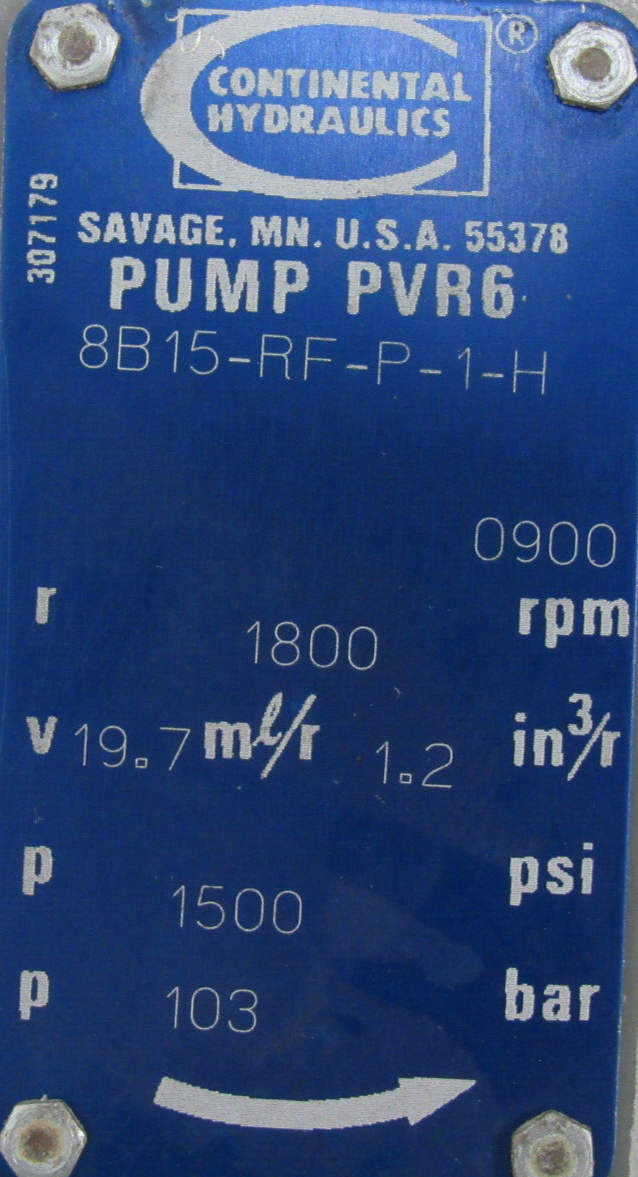 CONTINENTAL
HYDRAULICS
®
307179
SAVAGE, MN. U.S.A. 55378
PUMP PVR6
8B15-RF-P-1-H
0900
r 1800 rpm
v 19.7 ml/r 1.2 in³/r
p 1500 psi
p 103 bar